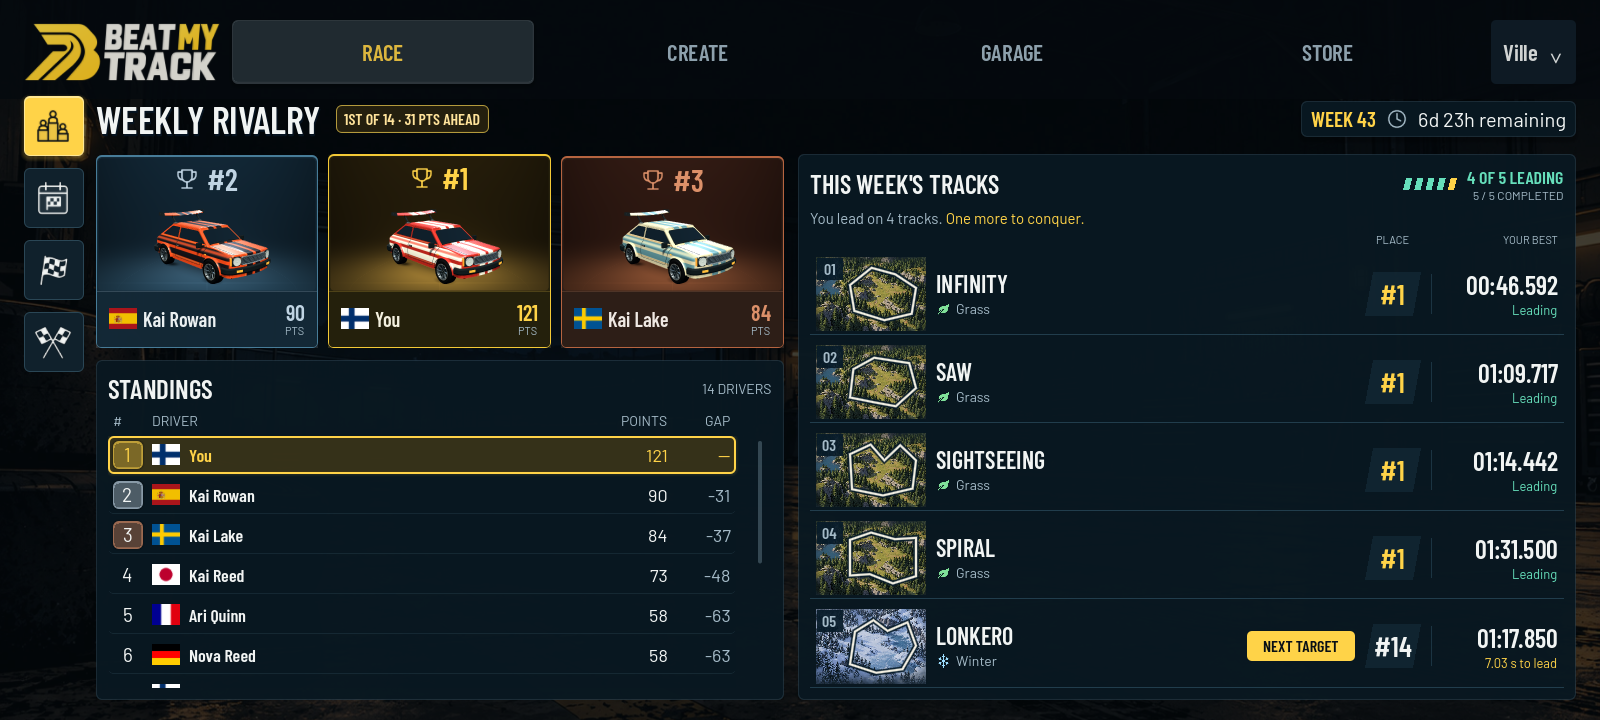 BEATMY
TRACK
RACE
CREATE
GARAGE
STORE
Ville
WEEKLY RIVALRY
1ST OF 14 · 31 PTS AHEAD
WEEK 43
6d 23h remaining
#2
Kai Rowan
90
PTS
#1
You
121
PTS
#3
Kai Lake
84
PTS
STANDINGS
14 DRIVERS
# DRIVER POINTS GAP
1 You 121 –
2 Kai Rowan 90 -31
3 Kai Lake 84 -37
4 Kai Reed 73 -48
5 Ari Quinn 58 -63
6 Nova Reed 58 -63
THIS WEEK'S TRACKS
4 OF 5 LEADING
5 / 5 COMPLETED
You lead on 4 tracks. One more to conquer.
PLACE YOUR BEST
01
INFINITY
Grass
#1
00:46.592
Leading
02
SAW
Grass
#1
01:09.717
Leading
03
SIGHTSEEING
Grass
#1
01:14.442
Leading
04
SPIRAL
Grass
#1
01:31.500
Leading
05
LONKERO
Winter
NEXT TARGET
#14
01:17.850
7.03 s to lead